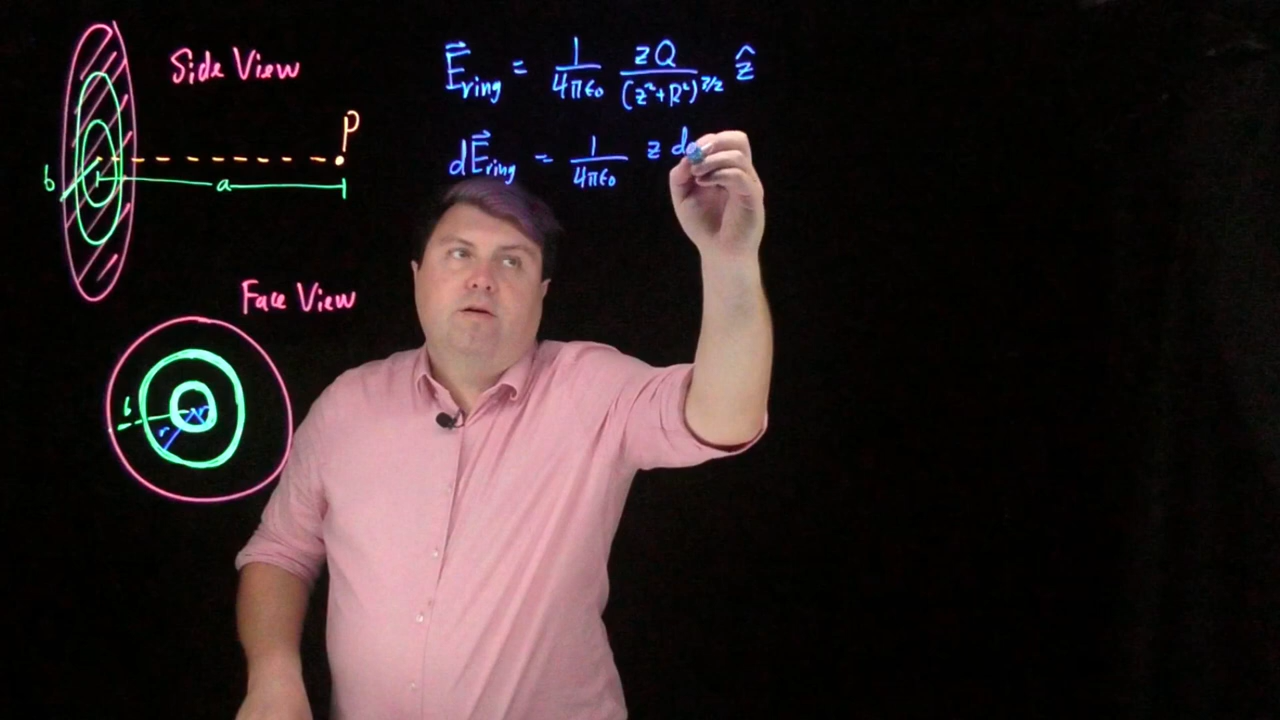 Side View
P
b
a
Face View
b
r
r
E⃗ring = 1/4πε₀ zQ/(z²+R²)^3/2 ẑ
dE⃗ring = 1/4πε₀ z d